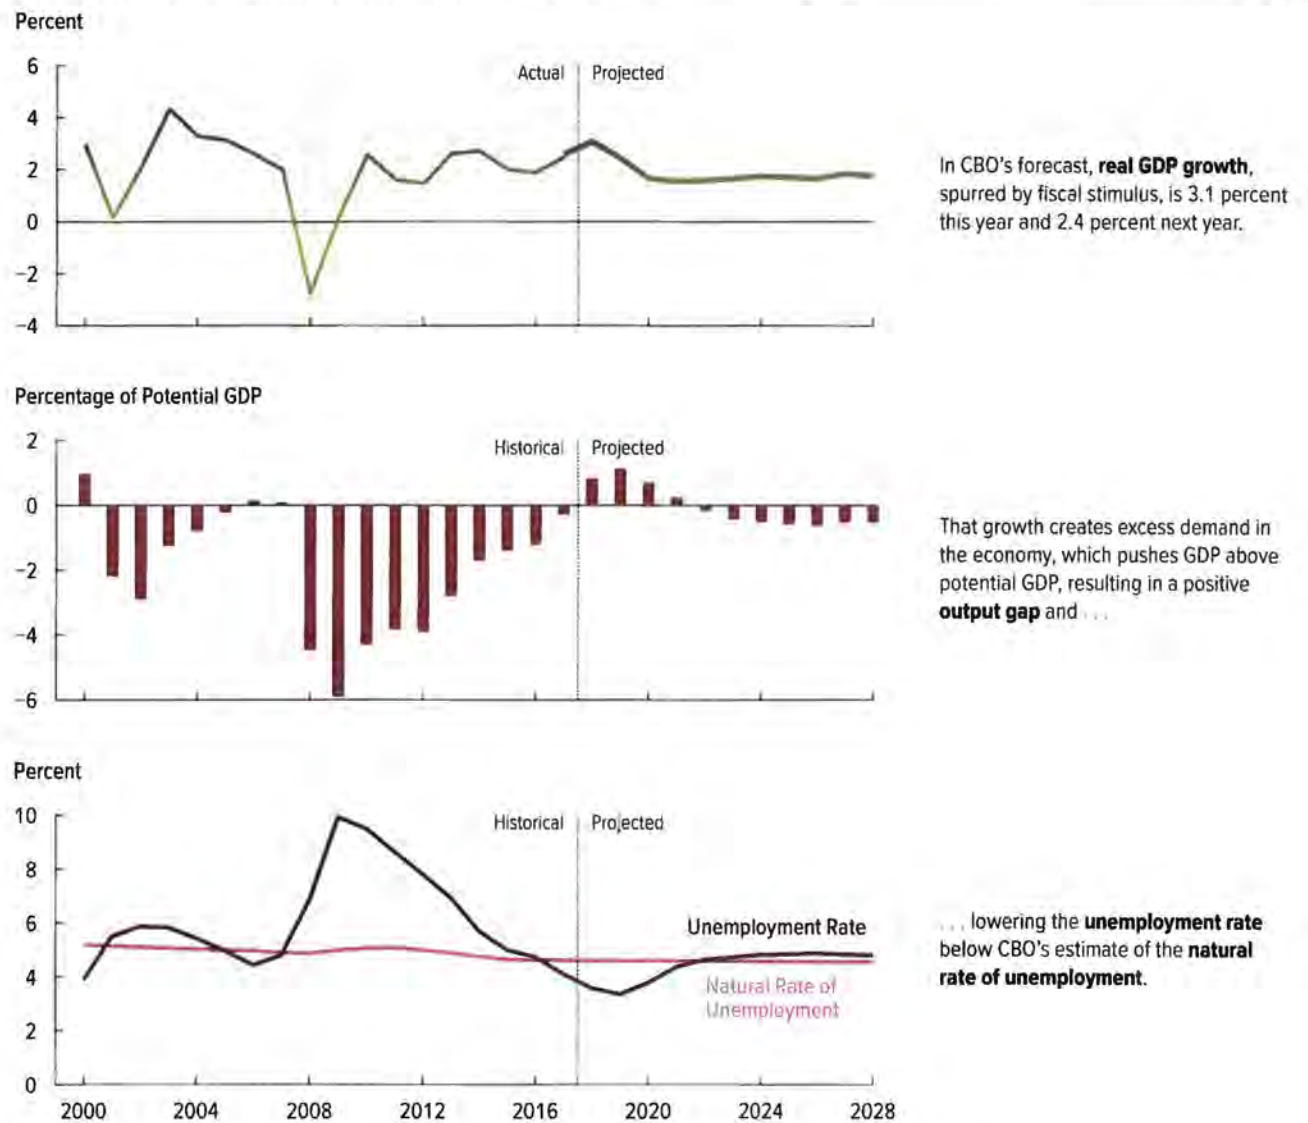 Percent
6
4
2
0
−2
−4
Actual
Projected
In CBO's forecast, real GDP growth,
spurred by fiscal stimulus, is 3.1 percent
this year and 2.4 percent next year.
Percentage of Potential GDP
2
0
−2
−4
−6
Historical
Projected
That growth creates excess demand in
the economy, which pushes GDP above
potential GDP, resulting in a positive
output gap and . . .
Percent
10
8
6
4
2
0
Historical
Projected
Unemployment Rate
Natural Rate of
Unemployment
. . . lowering the unemployment rate
below CBO's estimate of the natural
rate of unemployment.
2000 2004 2008 2012 2016 2020 2024 2028